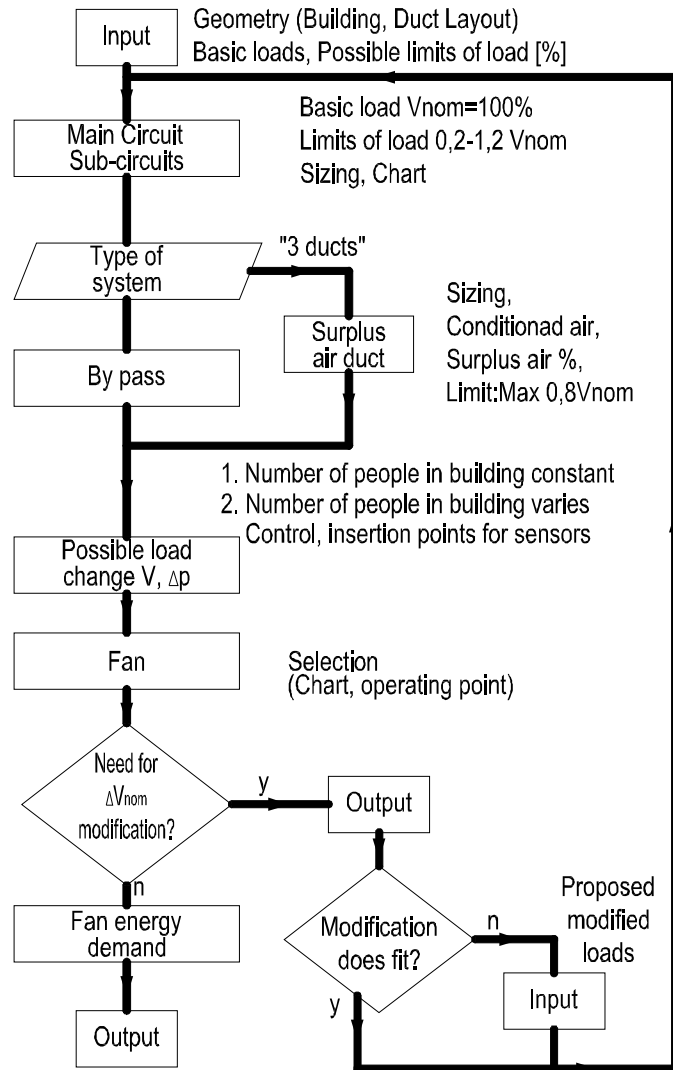 Input
Geometry (Building, Duct Layout)
Basic loads, Possible limits of load [%]
Basic load Vnom=100%
Limits of load 0,2-1,2 Vnom
Sizing, Chart
Main Circuit
Sub-circuits
"3 ducts"
Type of
system
Surplus
air duct
Sizing,
Conditionad air,
Surplus air %,
Limit:Max 0,8Vnom
By pass
1. Number of people in building constant
2. Number of people in building varies
Control, insertion points for sensors
Possible load
change V, Δp
Fan
Selection
(Chart, operating point)
Need for
ΔVnom
modification?
y
Output
n
Fan energy
demand
Output
Modification
does fit?
n
Proposed
modified
loads
Input
y